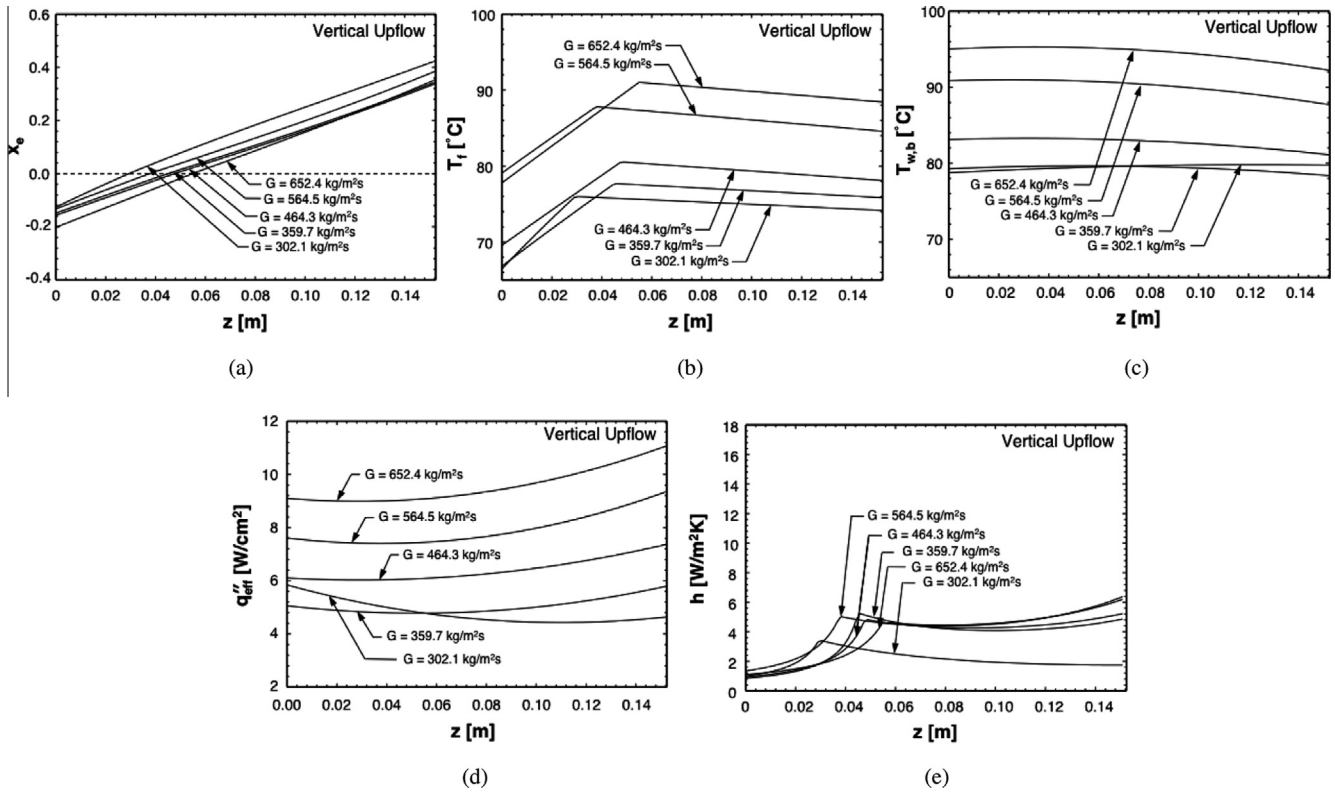 Vertical Upflow
0.6
0.4
0.2
0.0
-0.2
-0.4
xe
G = 652.4 kg/m²s
G = 564.5 kg/m²s
G = 464.3 kg/m²s
G = 359.7 kg/m²s
G = 302.1 kg/m²s
0 0.02 0.04 0.06 0.08 0.10 0.12 0.14
z [m]
(a)
Vertical Upflow
100
90
80
70
Tf [°C]
G = 652.4 kg/m²s
G = 564.5 kg/m²s
G = 464.3 kg/m²s
G = 359.7 kg/m²s
G = 302.1 kg/m²s
0 0.02 0.04 0.06 0.08 0.10 0.12 0.14
z [m]
(b)
Vertical Upflow
100
90
80
70
Tw,b [°C]
G = 652.4 kg/m²s
G = 564.5 kg/m²s
G = 464.3 kg/m²s
G = 359.7 kg/m²s
G = 302.1 kg/m²s
0 0.02 0.04 0.06 0.08 0.10 0.12 0.14
z [m]
(c)
Vertical Upflow
12
10
8
6
4
2
q″eff [W/cm²]
G = 652.4 kg/m²s
G = 564.5 kg/m²s
G = 464.3 kg/m²s
G = 359.7 kg/m²s
G = 302.1 kg/m²s
0.00 0.02 0.04 0.06 0.08 0.10 0.12 0.14
z [m]
(d)
Vertical Upflow
18
16
14
12
10
8
6
4
2
0
h [W/m²K]
G = 564.5 kg/m²s
G = 464.3 kg/m²s
G = 359.7 kg/m²s
G = 652.4 kg/m²s
G = 302.1 kg/m²s
0 0.02 0.04 0.06 0.08 0.10 0.12 0.14
z [m]
(e)